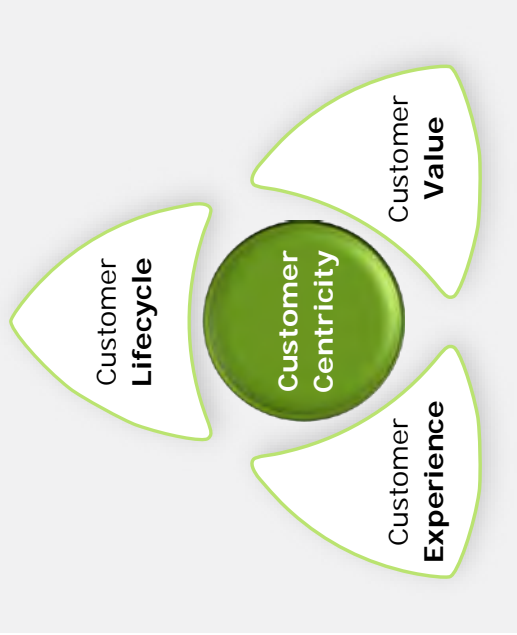 Customer
Lifecycle
Customer
Centricity
Customer
Experience
Customer
Value